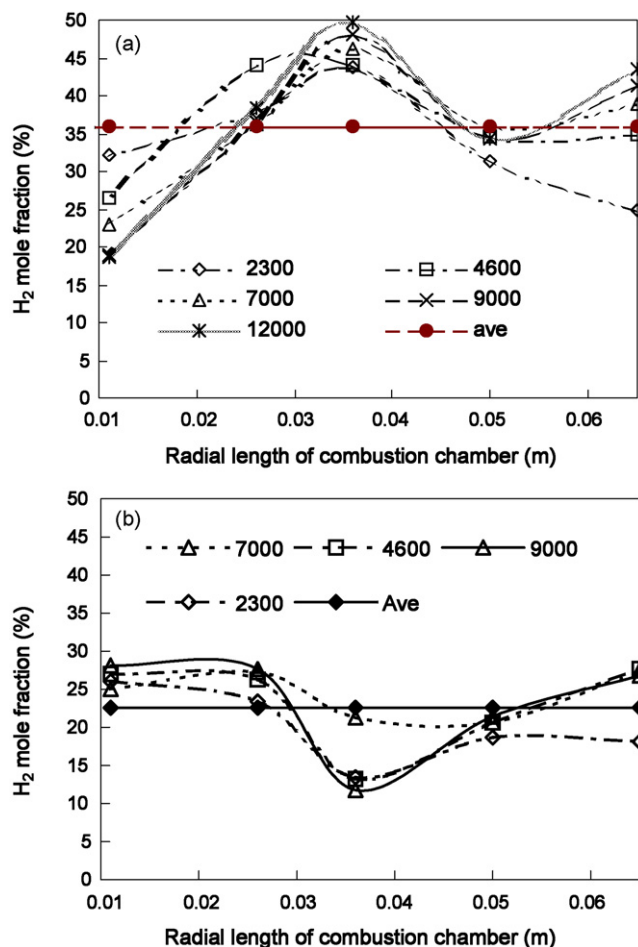 (a)
50
45
40
35
30
25
20
15
10
5
0
H2 mole fraction (%)
2300 4600
7000 9000
12000 ave
0.01 0.02 0.03 0.04 0.05 0.06
Radial length of combustion chamber (m)
(b)
50
45
40
35
30
25
20
15
10
5
0
H2 mole fraction (%)
7000 4600 9000
2300 Ave
0.01 0.02 0.03 0.04 0.05 0.06
Radial length of combustion chamber (m)